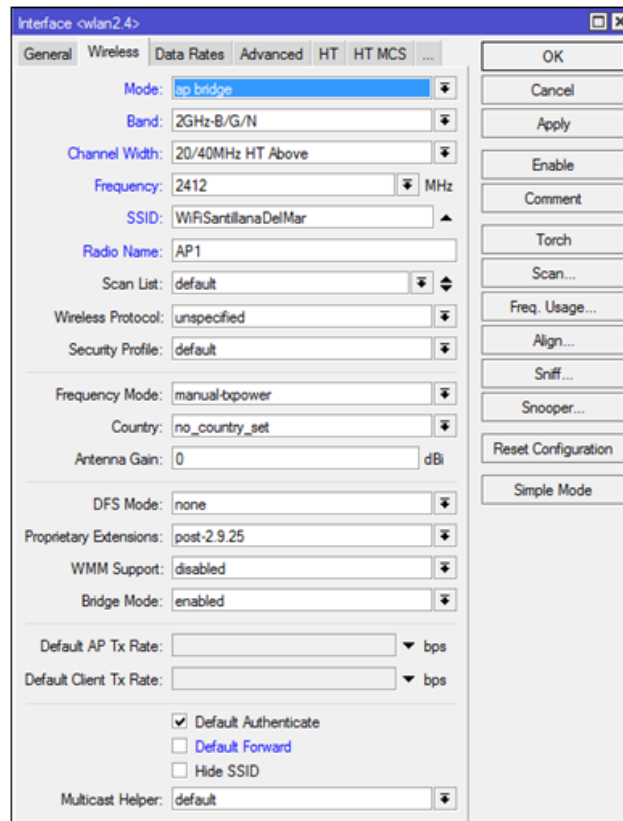 Interface <wlan2.4>
General Wireless Data Rates Advanced HT HT MCS ...
Mode: ap bridge
Band: 2GHz-B/G/N
Channel Width: 20/40MHz HT Above
Frequency: 2412 MHz
SSID: WiFiSantillanaDelMar
Radio Name: AP1
Scan List: default
Wireless Protocol: unspecified
Security Profile: default
Frequency Mode: manual-txpower
Country: no_country_set
Antenna Gain: 0 dBi
DFS Mode: none
Proprietary Extensions: post-2.9.25
WMM Support: disabled
Bridge Mode: enabled
Default AP Tx Rate: bps
Default Client Tx Rate: bps
Default Authenticate
Default Forward
Hide SSID
Multicast Helper: default
OK
Cancel
Apply
Enable
Comment
Torch
Scan...
Freq. Usage...
Align...
Sniff...
Snooper...
Reset Configuration
Simple Mode